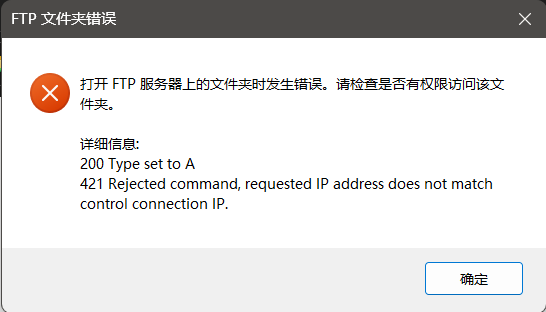 FTP 文件夹错误
打开 FTP 服务器上的文件夹时发生错误。请检查是否有权限访问该文
件夹。
详细信息:
200 Type set to A
421 Rejected command, requested IP address does not match
control connection IP.
确定